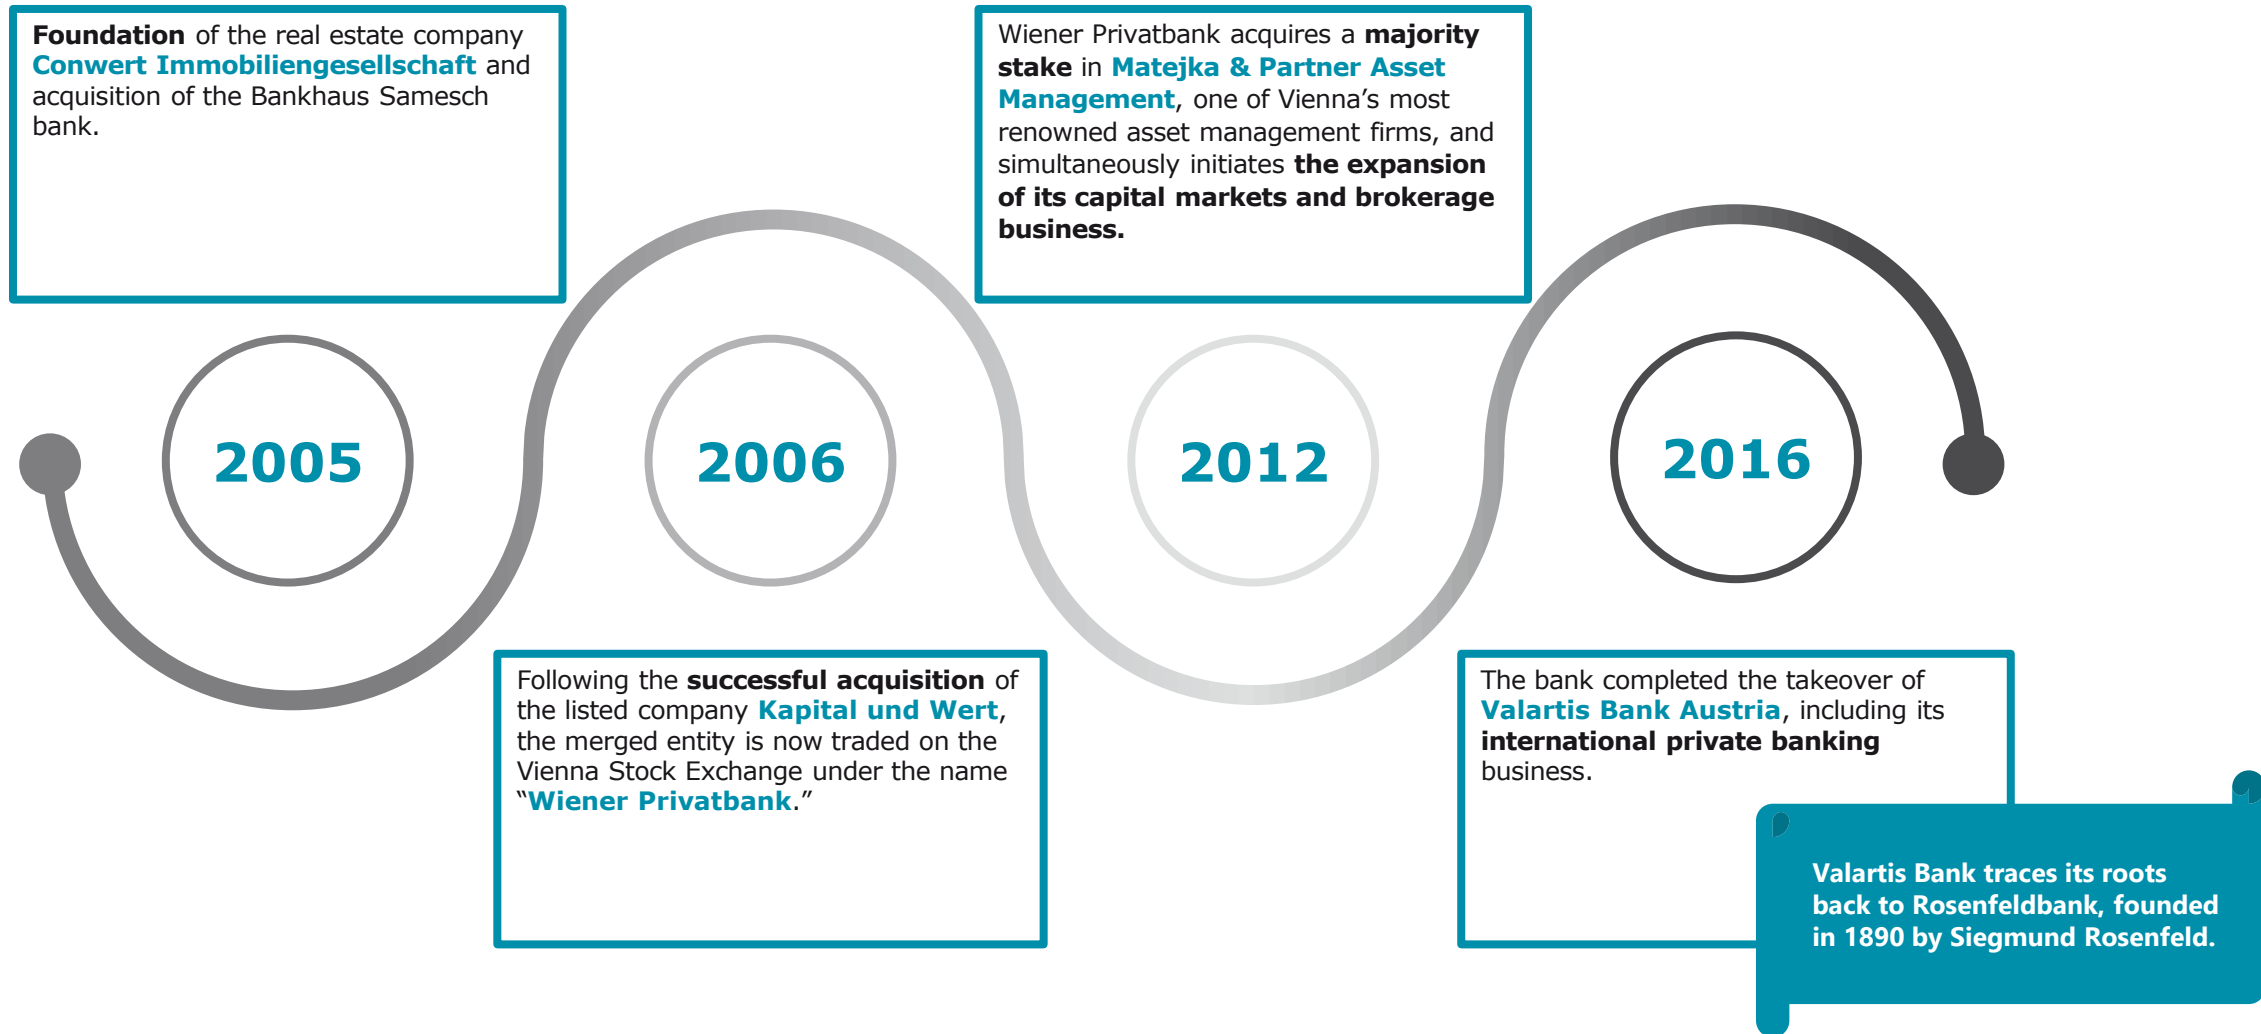 Foundation of the real estate company
Conwert Immobiliengesellschaft and
acquisition of the Bankhaus Samesch
bank.
Wiener Privatbank acquires a majority
stake in Matejka & Partner Asset
Management, one of Vienna’s most
renowned asset management firms, and
simultaneously initiates the expansion
of its capital markets and brokerage
business.
2005
2006
2012
2016
Following the successful acquisition of
the listed company Kapital und Wert,
the merged entity is now traded on the
Vienna Stock Exchange under the name
“Wiener Privatbank.”
The bank completed the takeover of
Valartis Bank Austria, including its
international private banking
business.
Valartis Bank traces its roots
back to Rosenfeldbank, founded
in 1890 by Siegmund Rosenfeld.